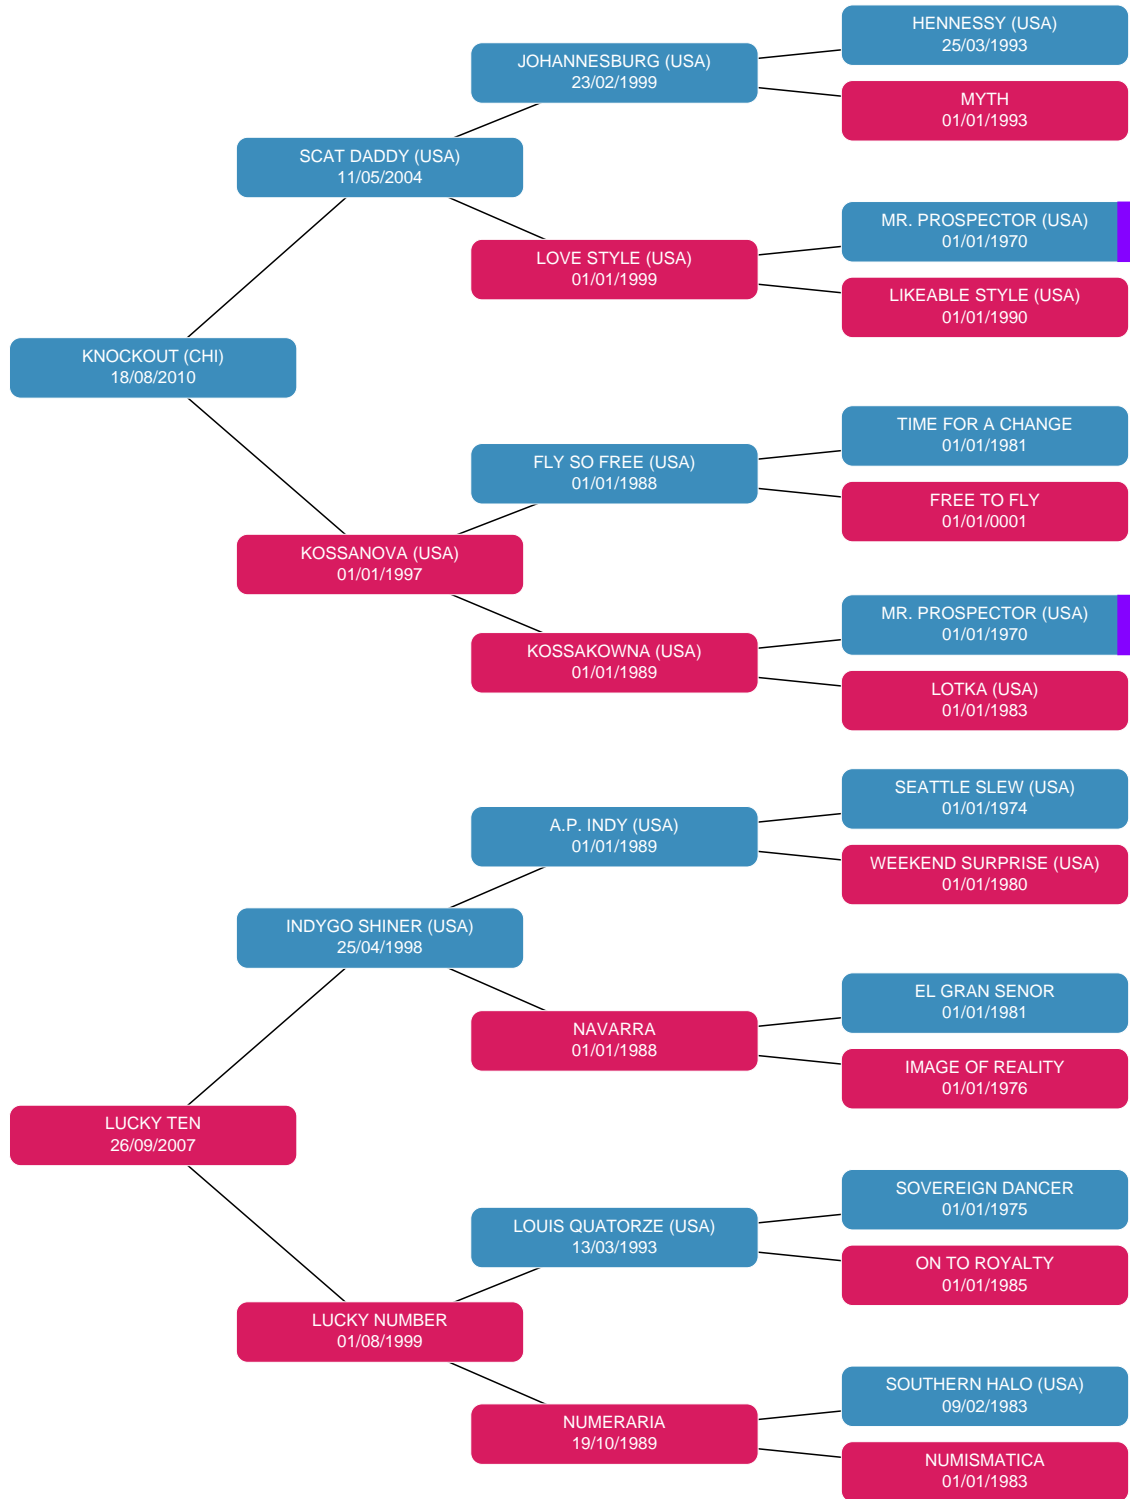 HENNESSY (USA)
25/03/1993
JOHANNESBURG (USA)
23/02/1999
MYTH
01/01/1993
SCAT DADDY (USA)
11/05/2004
MR. PROSPECTOR (USA)
01/01/1970
LOVE STYLE (USA)
01/01/1999
LIKEABLE STYLE (USA)
01/01/1990
KNOCKOUT (CHI)
18/08/2010
TIME FOR A CHANGE
01/01/1981
FLY SO FREE (USA)
01/01/1988
FREE TO FLY
01/01/0001
KOSSANOVA (USA)
01/01/1997
MR. PROSPECTOR (USA)
01/01/1970
KOSSAKOWNA (USA)
01/01/1989
LOTKA (USA)
01/01/1983
SEATTLE SLEW (USA)
01/01/1974
A.P. INDY (USA)
01/01/1989
WEEKEND SURPRISE (USA)
01/01/1980
INDYGO SHINER (USA)
25/04/1998
EL GRAN SENOR
01/01/1981
NAVARRA
01/01/1988
IMAGE OF REALITY
01/01/1976
LUCKY TEN
26/09/2007
SOVEREIGN DANCER
01/01/1975
LOUIS QUATORZE (USA)
13/03/1993
ON TO ROYALTY
01/01/1985
LUCKY NUMBER
01/08/1999
SOUTHERN HALO (USA)
09/02/1983
NUMERARIA
19/10/1989
NUMISMATICA
01/01/1983